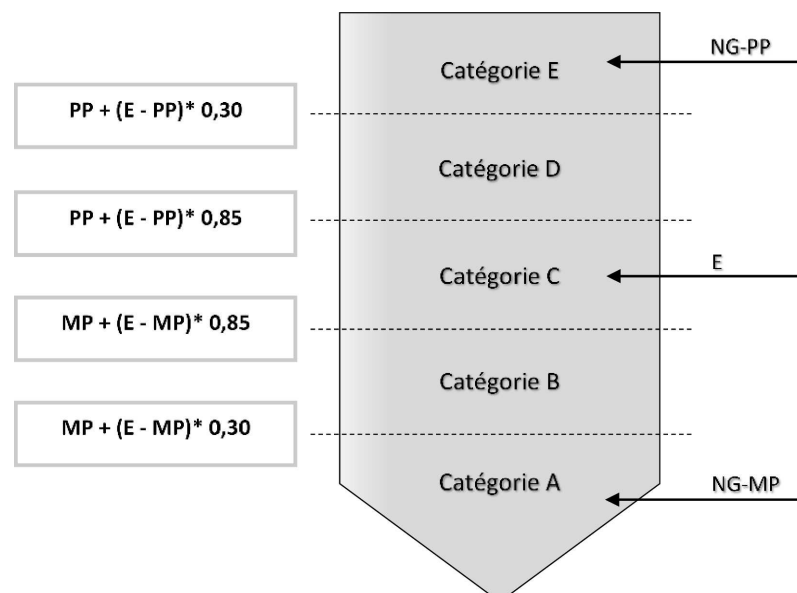 NG-PP
Catégorie E
PP + (E - PP)* 0,30
Catégorie D
PP + (E - PP)* 0,85
E
Catégorie C
MP + (E - MP)* 0,85
Catégorie B
MP + (E - MP)* 0,30
Catégorie A
NG-MP